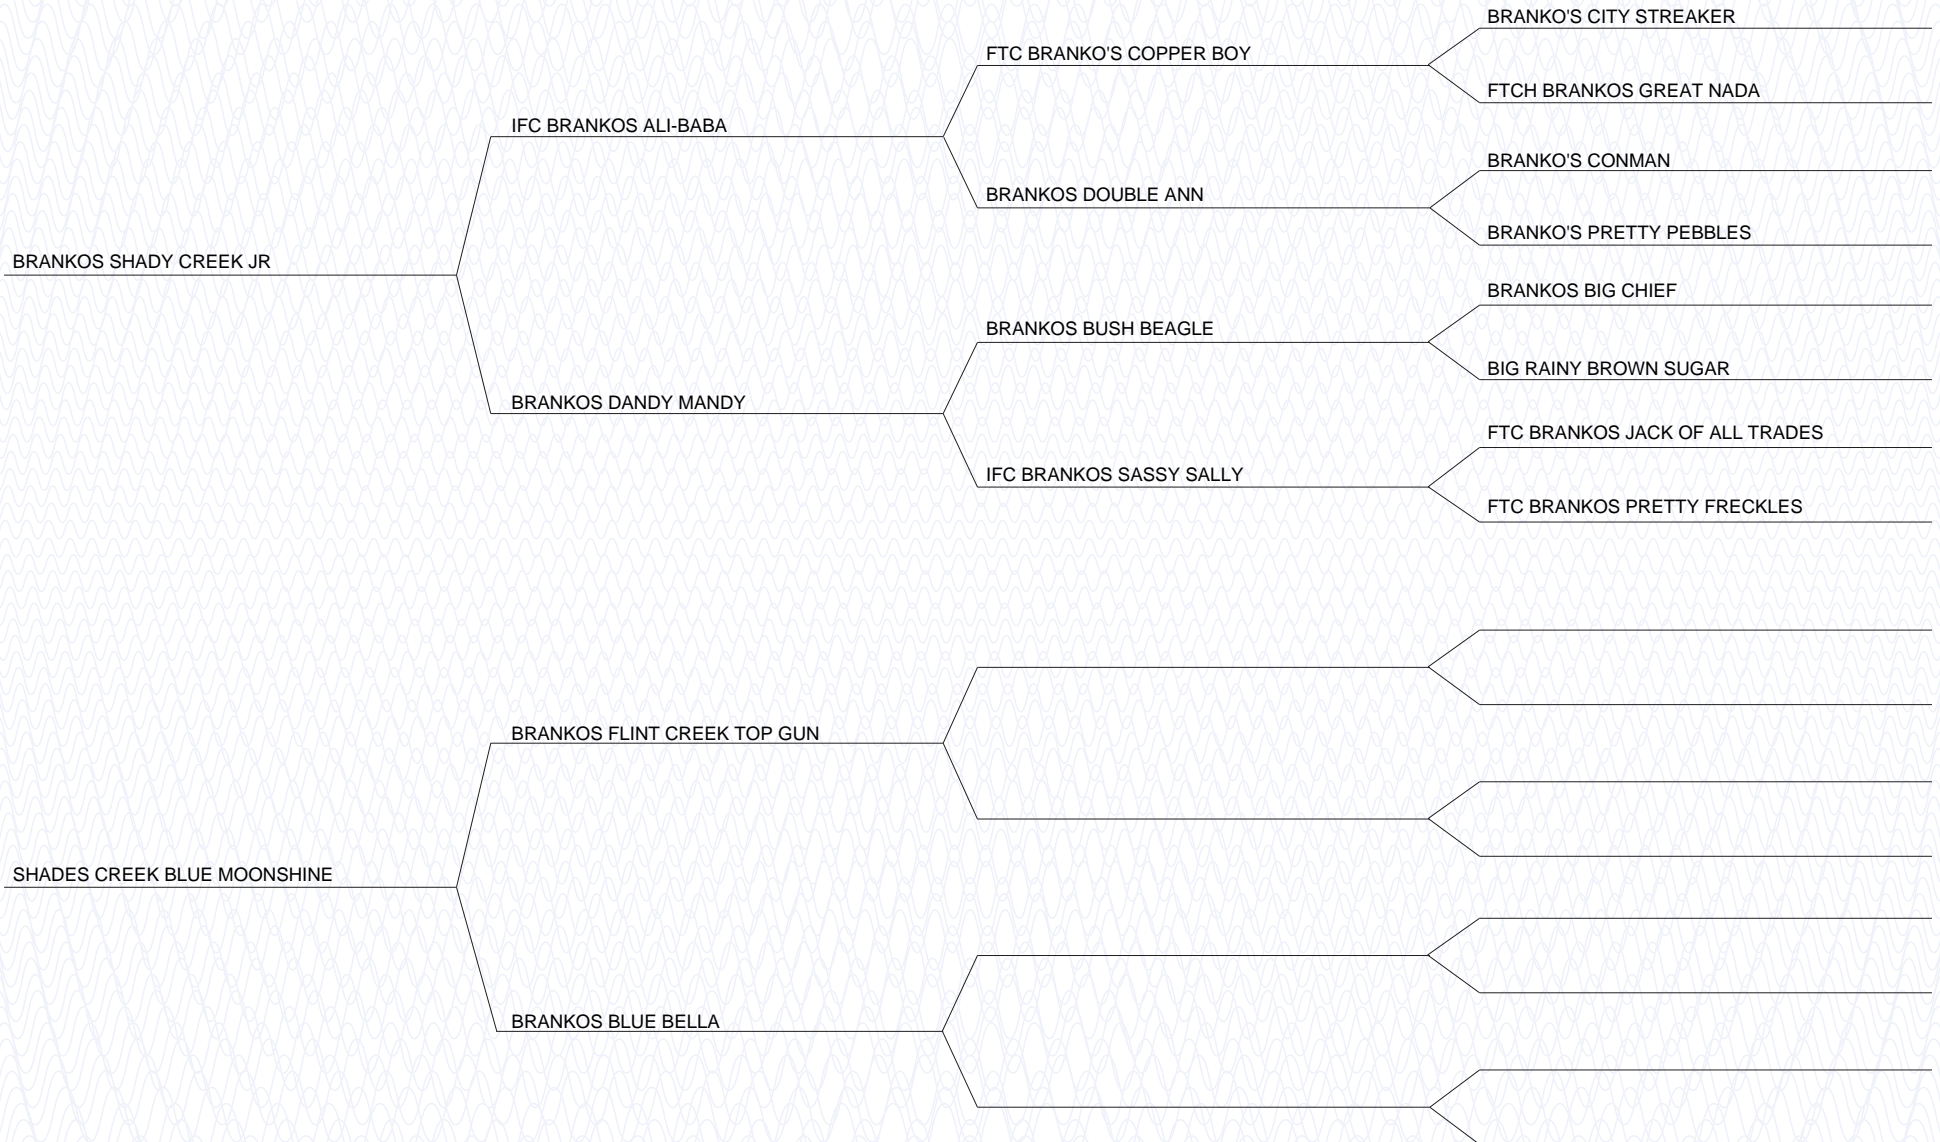 BRANKO'S CITY STREAKER
FTC BRANKO'S COPPER BOY
FTCH BRANKOS GREAT NADA
IFC BRANKOS ALI-BABA
BRANKO'S CONMAN
BRANKOS DOUBLE ANN
BRANKO'S PRETTY PEBBLES
BRANKOS SHADY CREEK JR
BRANKOS BIG CHIEF
BRANKOS BUSH BEAGLE
BIG RAINY BROWN SUGAR
BRANKOS DANDY MANDY
FTC BRANKOS JACK OF ALL TRADES
IFC BRANKOS SASSY SALLY
FTC BRANKOS PRETTY FRECKLES
BRANKOS FLINT CREEK TOP GUN
SHADES CREEK BLUE MOONSHINE
BRANKOS BLUE BELLA